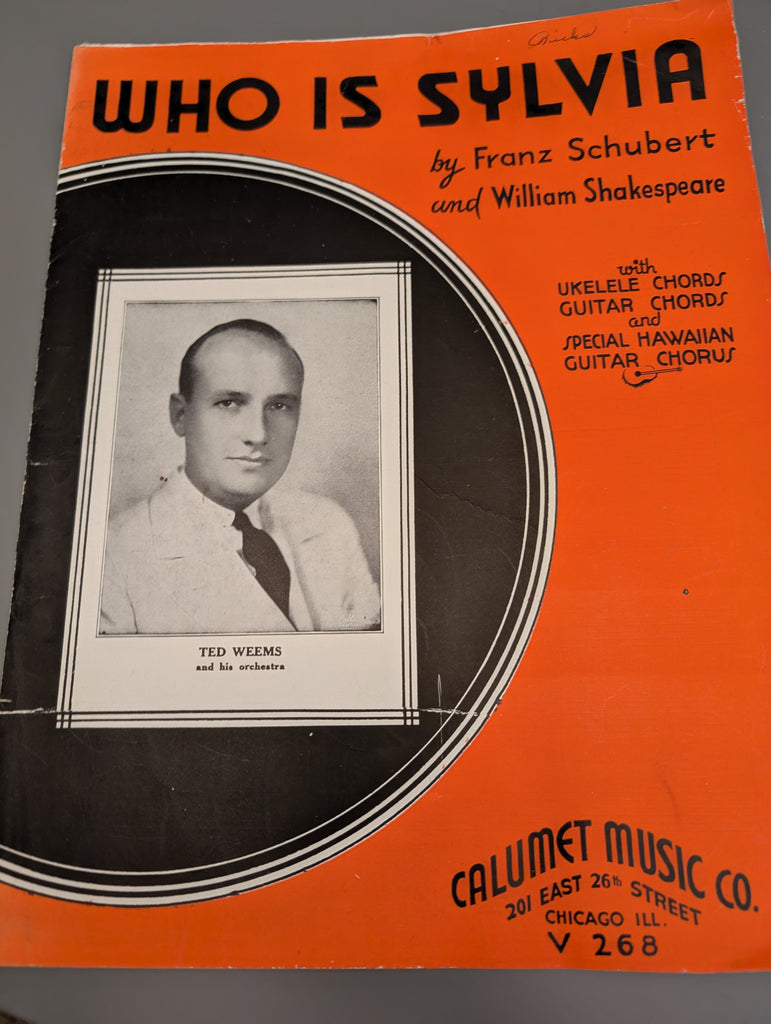 WHO IS SYLVIA
by Franz Schubert
and William Shakespeare
with
UKELELE CHORDS
GUITAR CHORDS
and
SPECIAL HAWAIIAN
GUITAR CHORUS
TED WEEMS
and his orchestra
CALUMET MUSIC CO.
201 EAST 26th STREET
CHICAGO ILL.
V 268